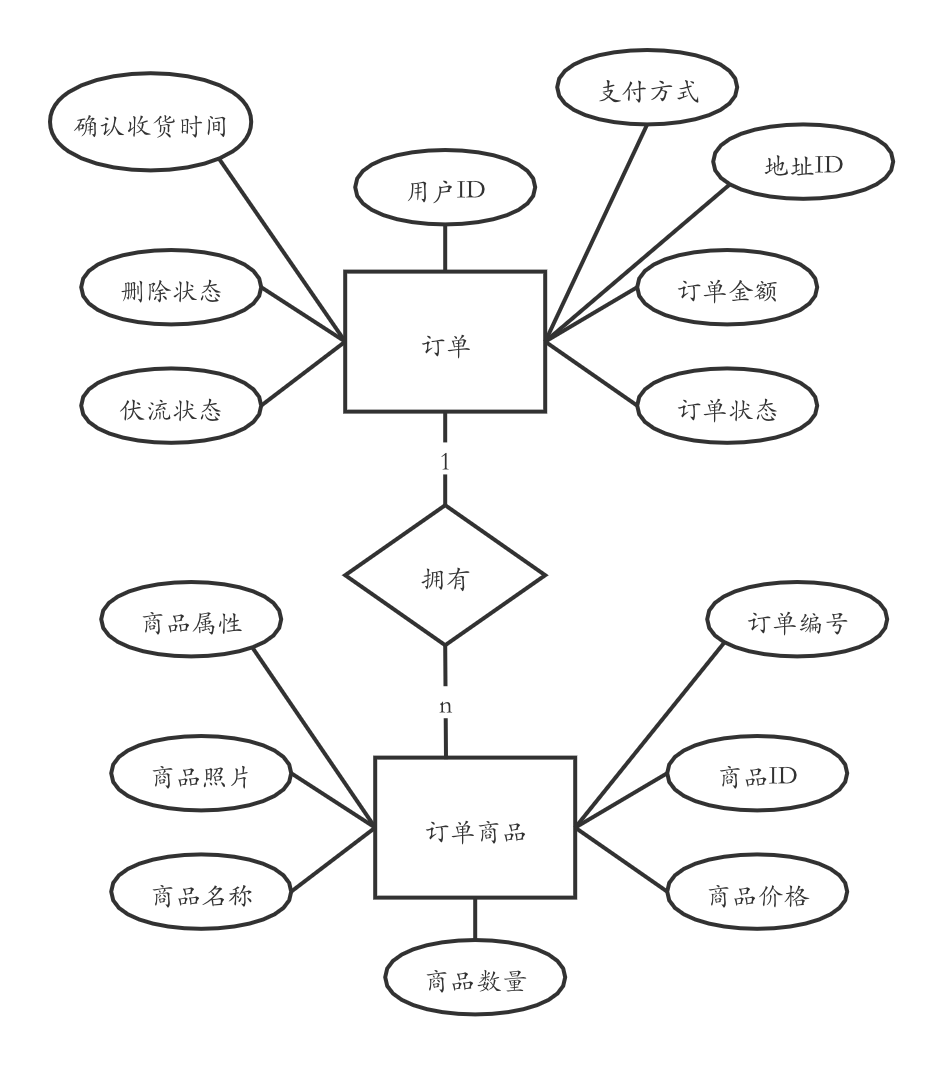 支付方式
确认收货时间
地址ID
用户ID
删除状态
订单金额
订单
伏流状态
订单状态
1
拥有
商品属性
订单编号
n
商品照片
商品ID
订单商品
商品名称
商品价格
商品数量